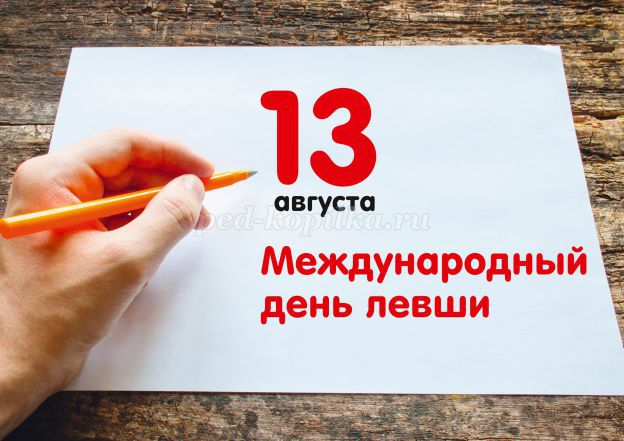 13
августа
ped-kopilka.ru
Международный
день левши